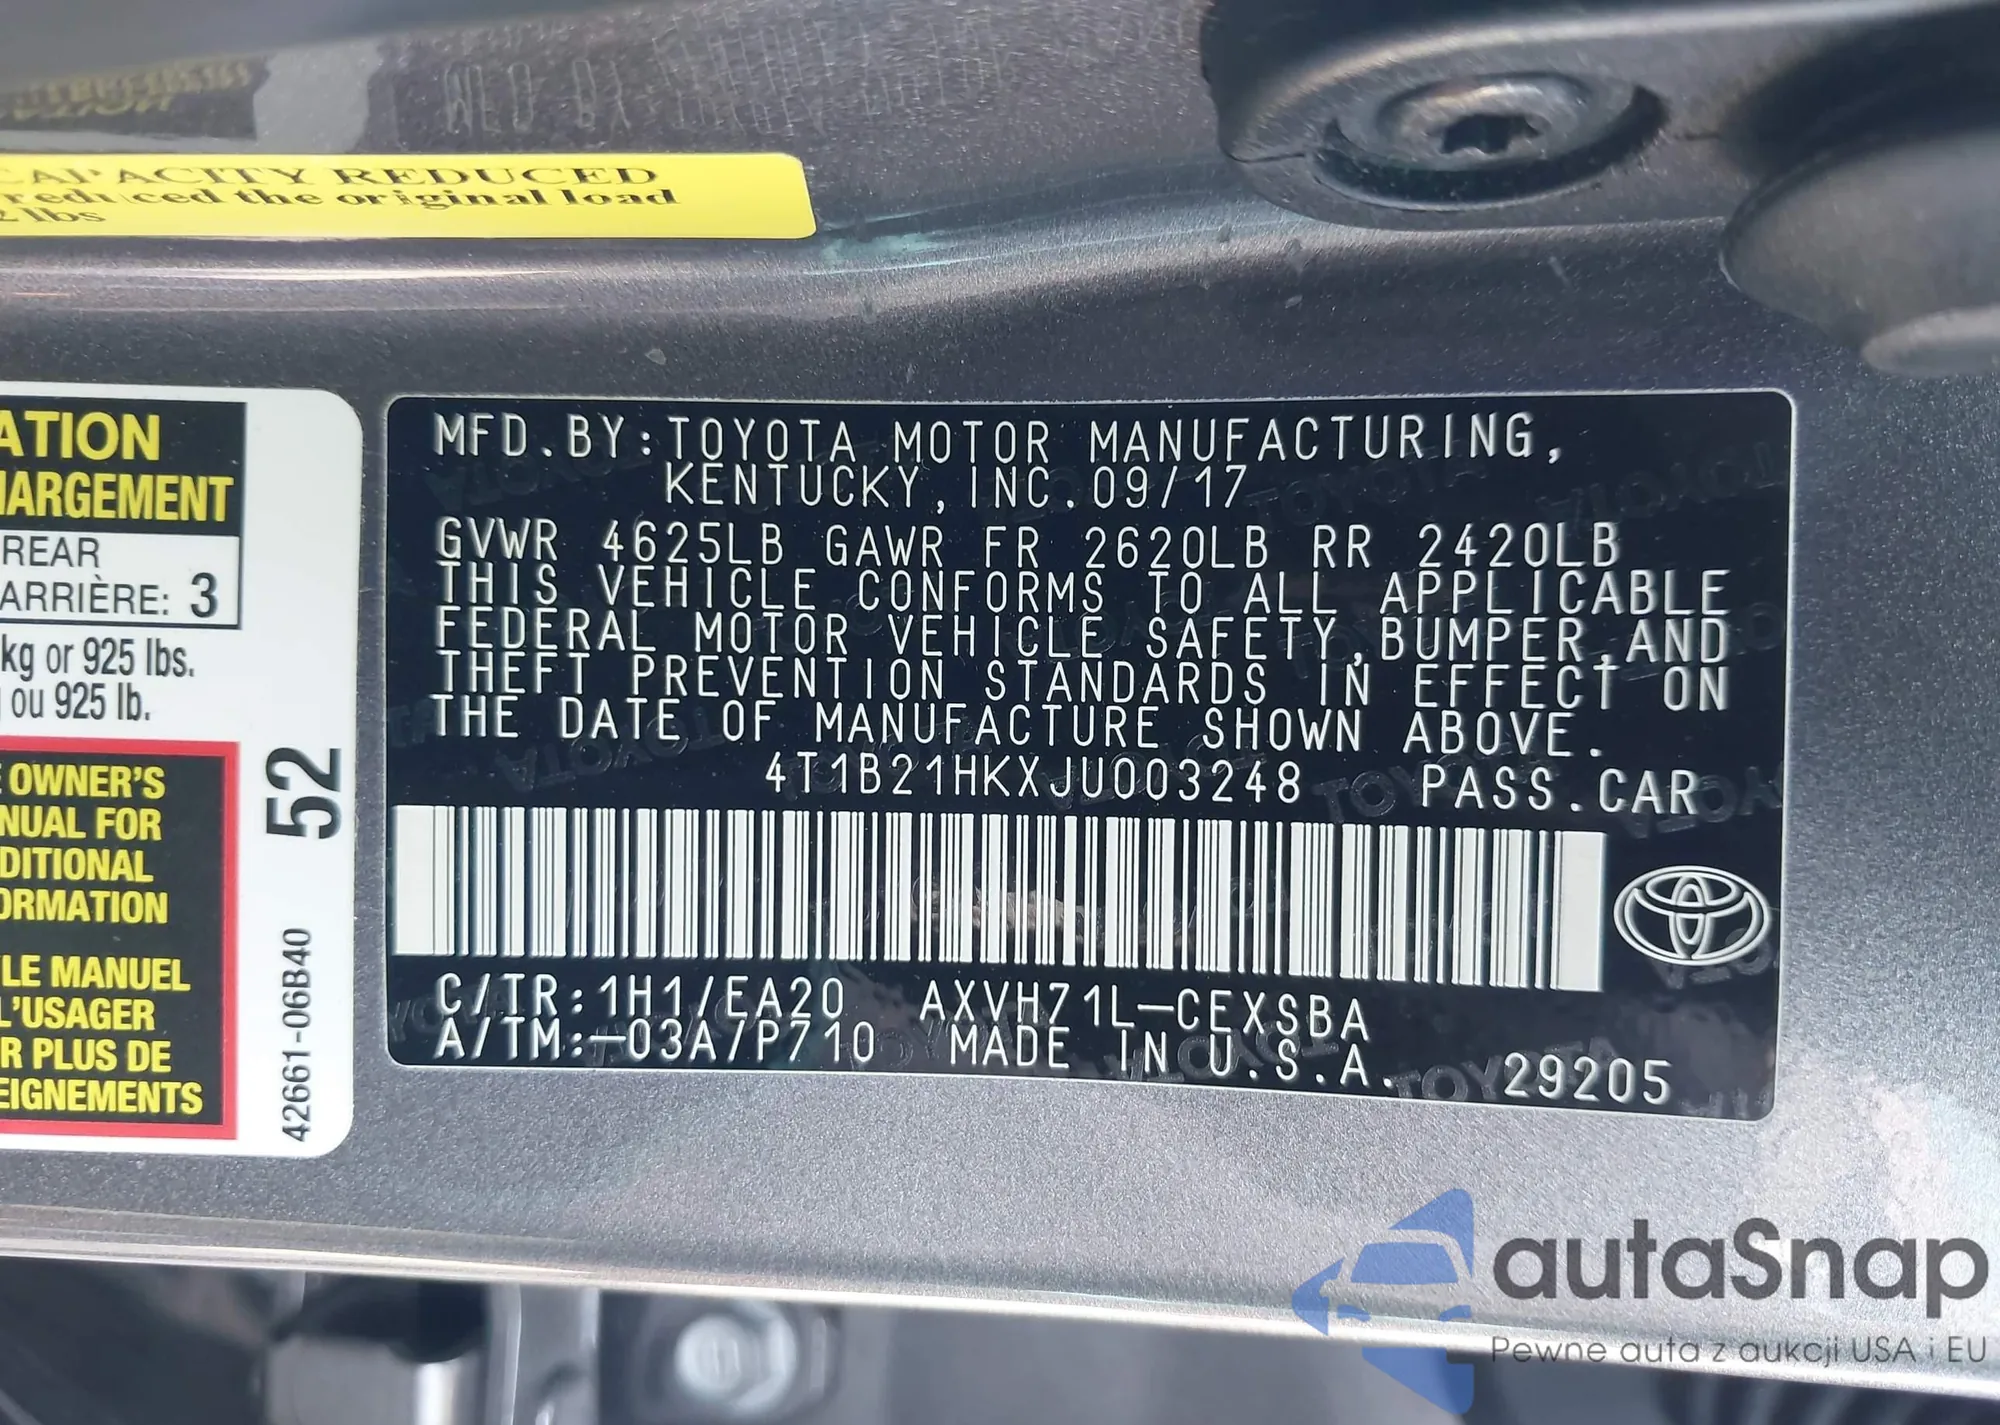 CAPACITY REDUCED
reduced the original load
2 lbs
ATION
HARGEMENT
REAR
ARRIÈRE: 3
kg or 925 lbs.
ou 925 lb.
OWNER'S
NUAL FOR
DITIONAL
ORMATION
LE MANUEL
L'USAGER
R PLUS DE
EIGNEMENTS
52
42661-06B40
MFD.BY:TOYOTA MOTOR MANUFACTURING,
KENTUCKY,INC.09/17
GVWR 4625LB GAWR FR 2620LB RR 2420LB
THIS VEHICLE CONFORMS TO ALL APPLICABLE
FEDERAL MOTOR VEHICLE SAFETY,BUMPER,AND
THEFT PREVENTION STANDARDS IN EFFECT ON
THE DATE OF MANUFACTURE SHOWN ABOVE.
4T1B21HKXJU003248 PASS.CAR
C/TR:1H1/EA20 AXVH71L-CEXSBA
A/TM:-03A/P710 MADE IN U.S.A. 29205
autaSnap
Pewne auta z aukcji USA i EU